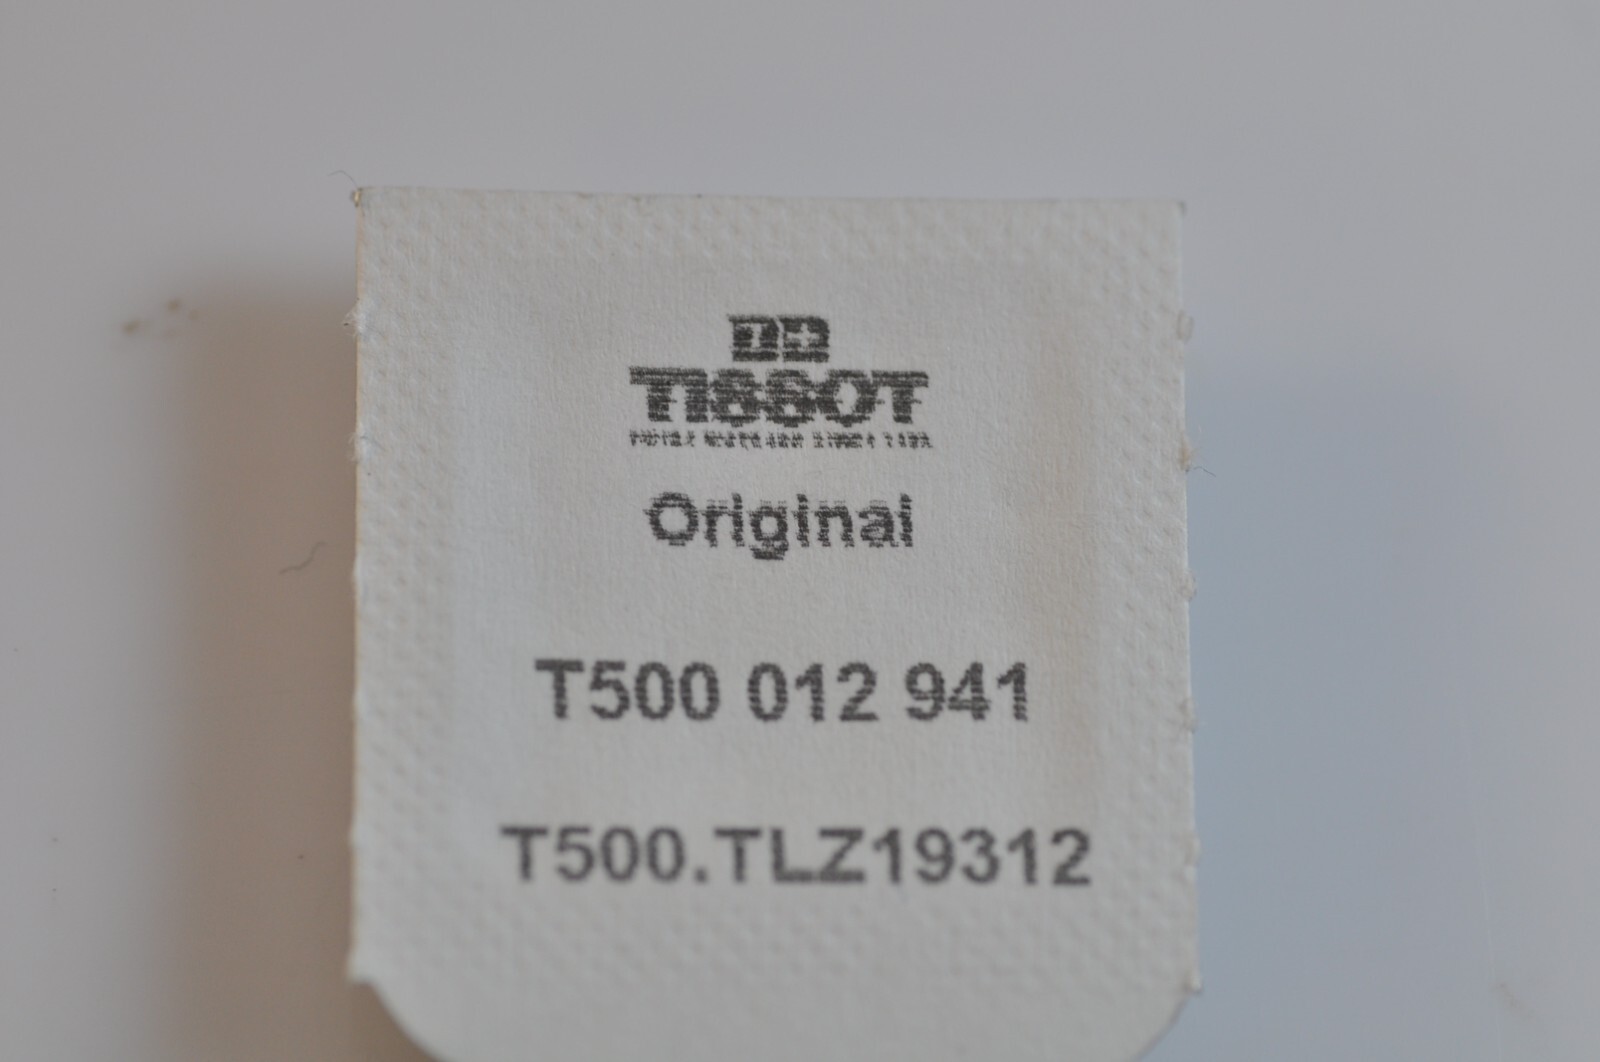 T+
TISSOT
Original
T500 012 941
T500.TLZ19312